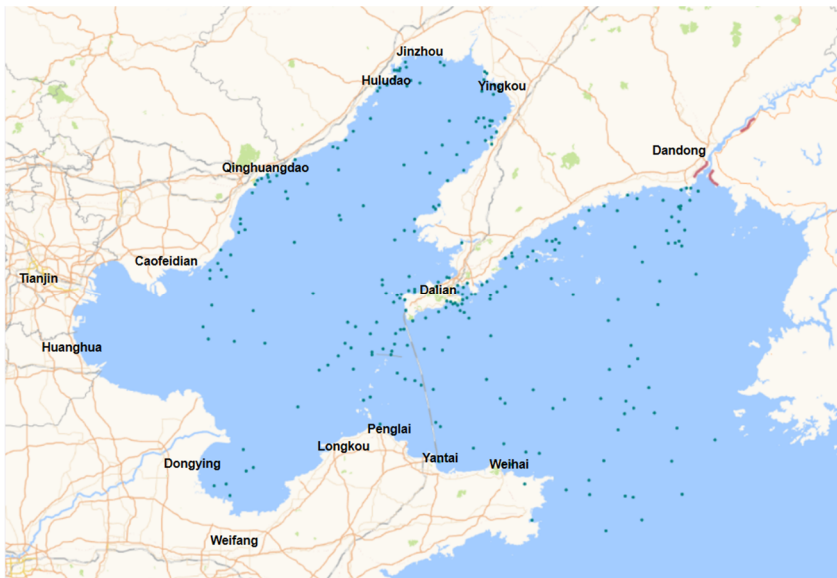 Jinzhou
Huludao
Yingkou
Dandong
Qinghuangdao
Caofeidian
Tianjin
Dalian
Huanghua
Penglai
Longkou
Yantai
Dongying
Weihai
Weifang